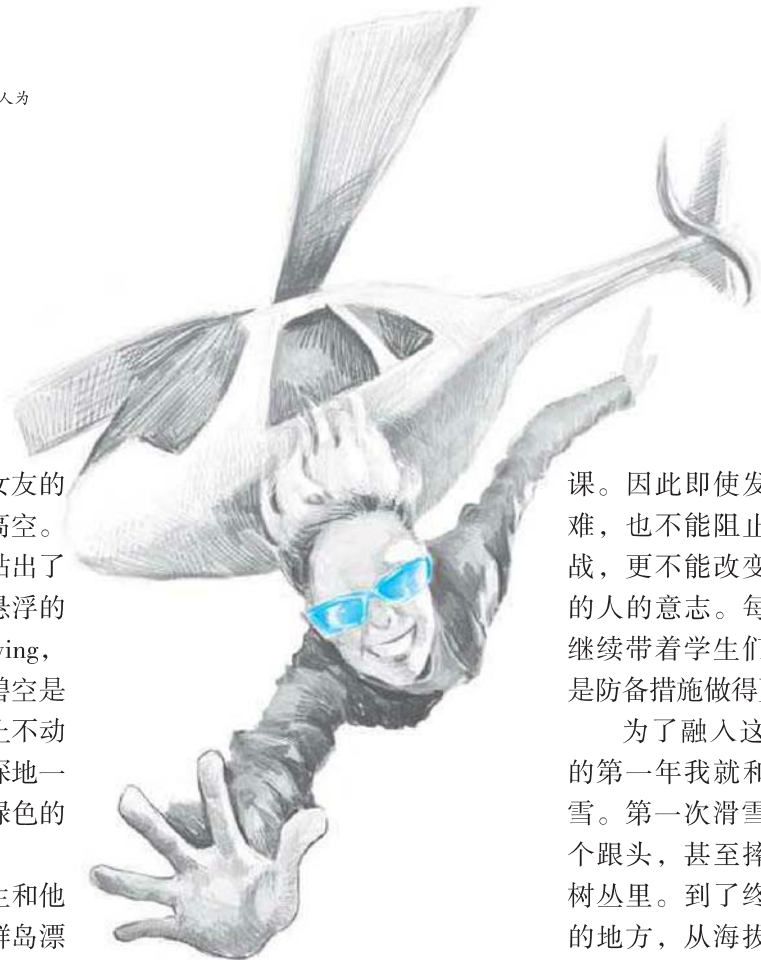 人为
女友的
高空。
站出了
悬浮的
ving,
碧空是
上不动
深地一
绿色的
生和他
群岛漂
课。因此即使发
难，也不能阻止
战，更不能改变
的人的意志。每
继续带着学生们
是防备措施做得
为了融入这
的第一年我就和
雪。第一次滑雪
个跟头，甚至摔
树丛里。到了终
的地方，从海拔